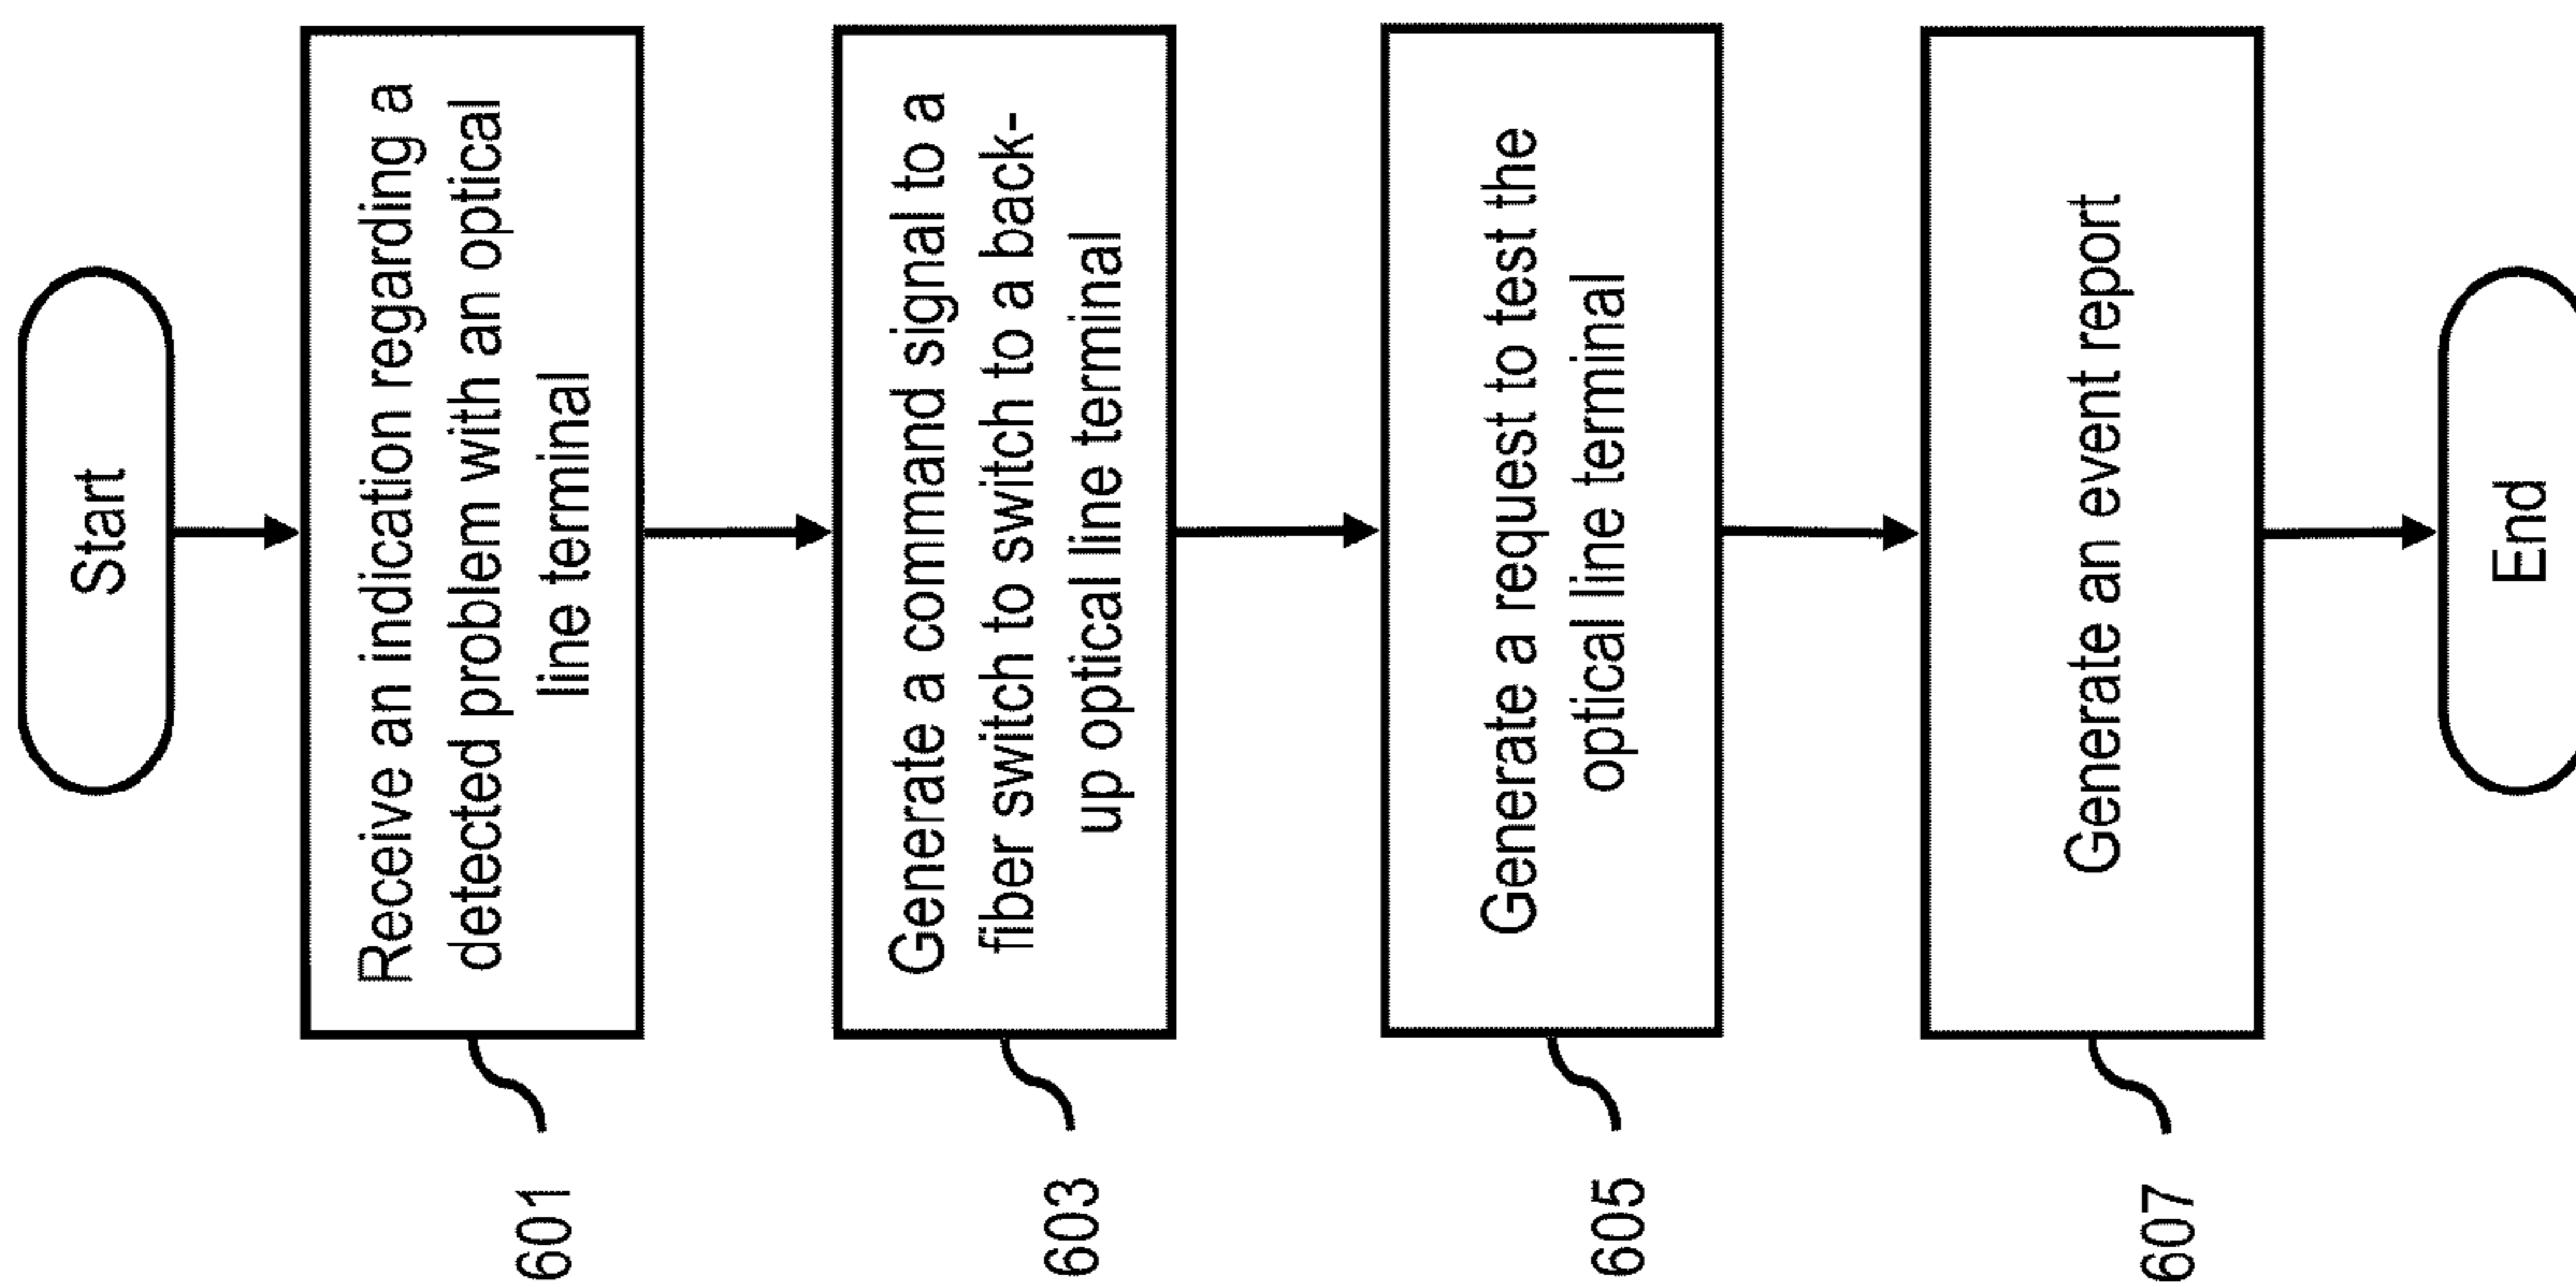 Start
Receive an indication regarding a
detected problem with an optical
line terminal
601
Generate a command signal to a
fiber switch to switch to a back-
up optical line terminal
603
Generate a request to test the
optical line terminal
605
Generate an event report
607
End